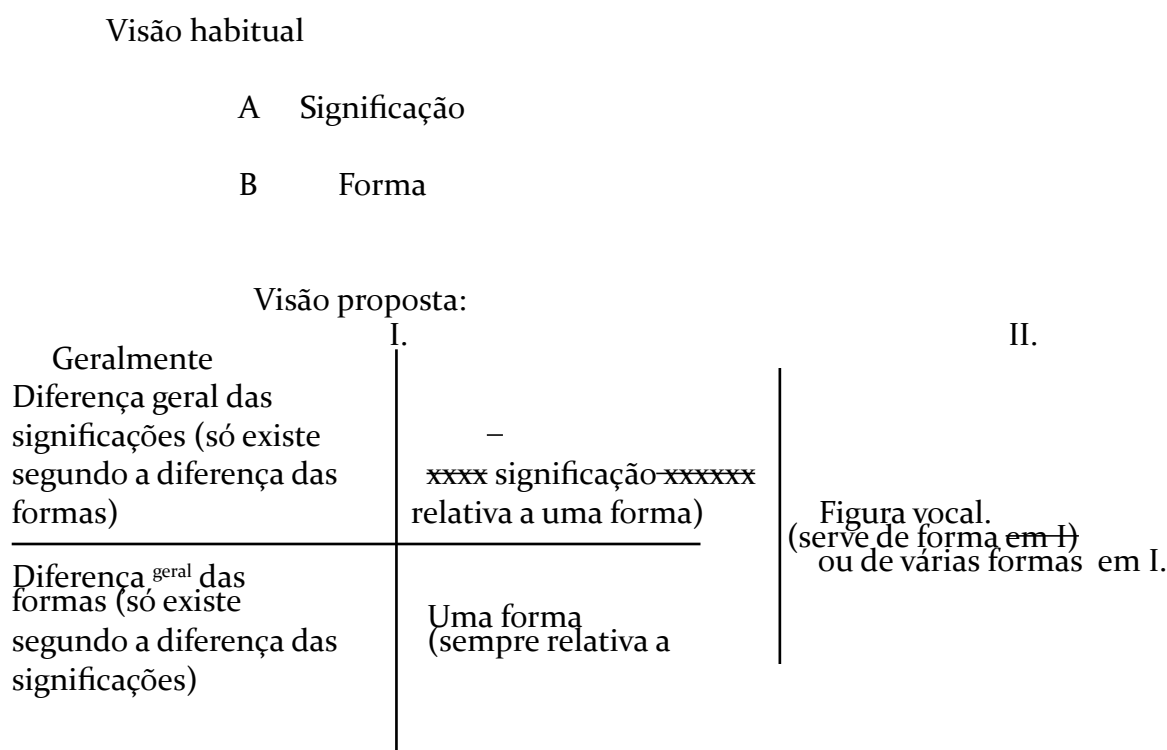 Visão habitual
A Significação
B Forma
Visão proposta:
I. II.
Geralmente
Diferença geral das
significações (só existe
segundo a diferença das
formas)
–
xxxx significação xxxxxx
relativa a uma forma)
Figura vocal.
(serve de forma em I)
ou de várias formas em I.
Diferença geral das
formas (só existe
segundo a diferença das
significações)
Uma forma
(sempre relativa a